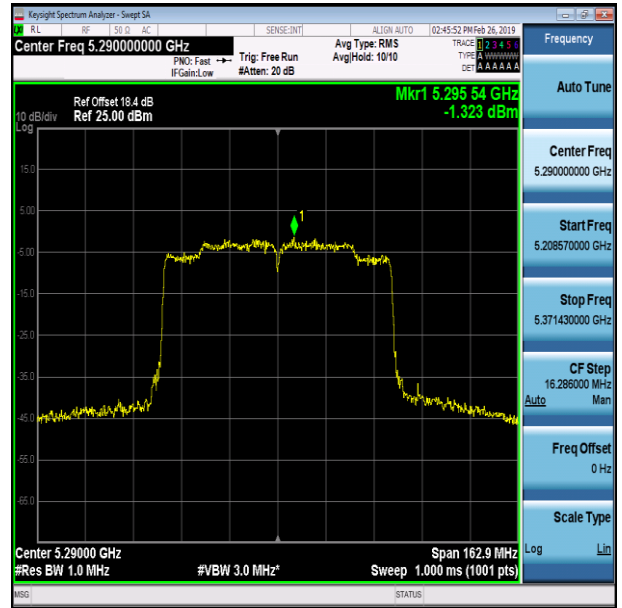 Keysight Spectrum Analyzer - Swept SA
LXI RL RF 50 Ω AC SENSE:INT ALIGN AUTO 02:45:52 PM Feb 26, 2019
Center Freq 5.290000000 GHz
PNO: Fast
IFGain:Low
Trig: Free Run
#Atten: 20 dB
Avg Type: RMS
Avg|Hold: 10/10
TRACE 1 2 3 4 5 6
TYPE A WWWWW
DET A A A A A A
Mkr1 5.295 54 GHz
-1.323 dBm
Ref Offset 18.4 dB
10 dB/div Ref 25.00 dBm
Log
1
15.0
5.00
-5.00
-15.0
-25.0
-35.0
-45.0
-55.0
-65.0
Center 5.29000 GHz Span 162.9 MHz
#Res BW 1.0 MHz #VBW 3.0 MHz* Sweep 1.000 ms (1001 pts)
MSG STATUS
Frequency
Auto Tune
Center Freq
5.290000000 GHz
Start Freq
5.208570000 GHz
Stop Freq
5.371430000 GHz
CF Step
16.286000 MHz
Auto Man
Freq Offset
0 Hz
Scale Type
Log Lin